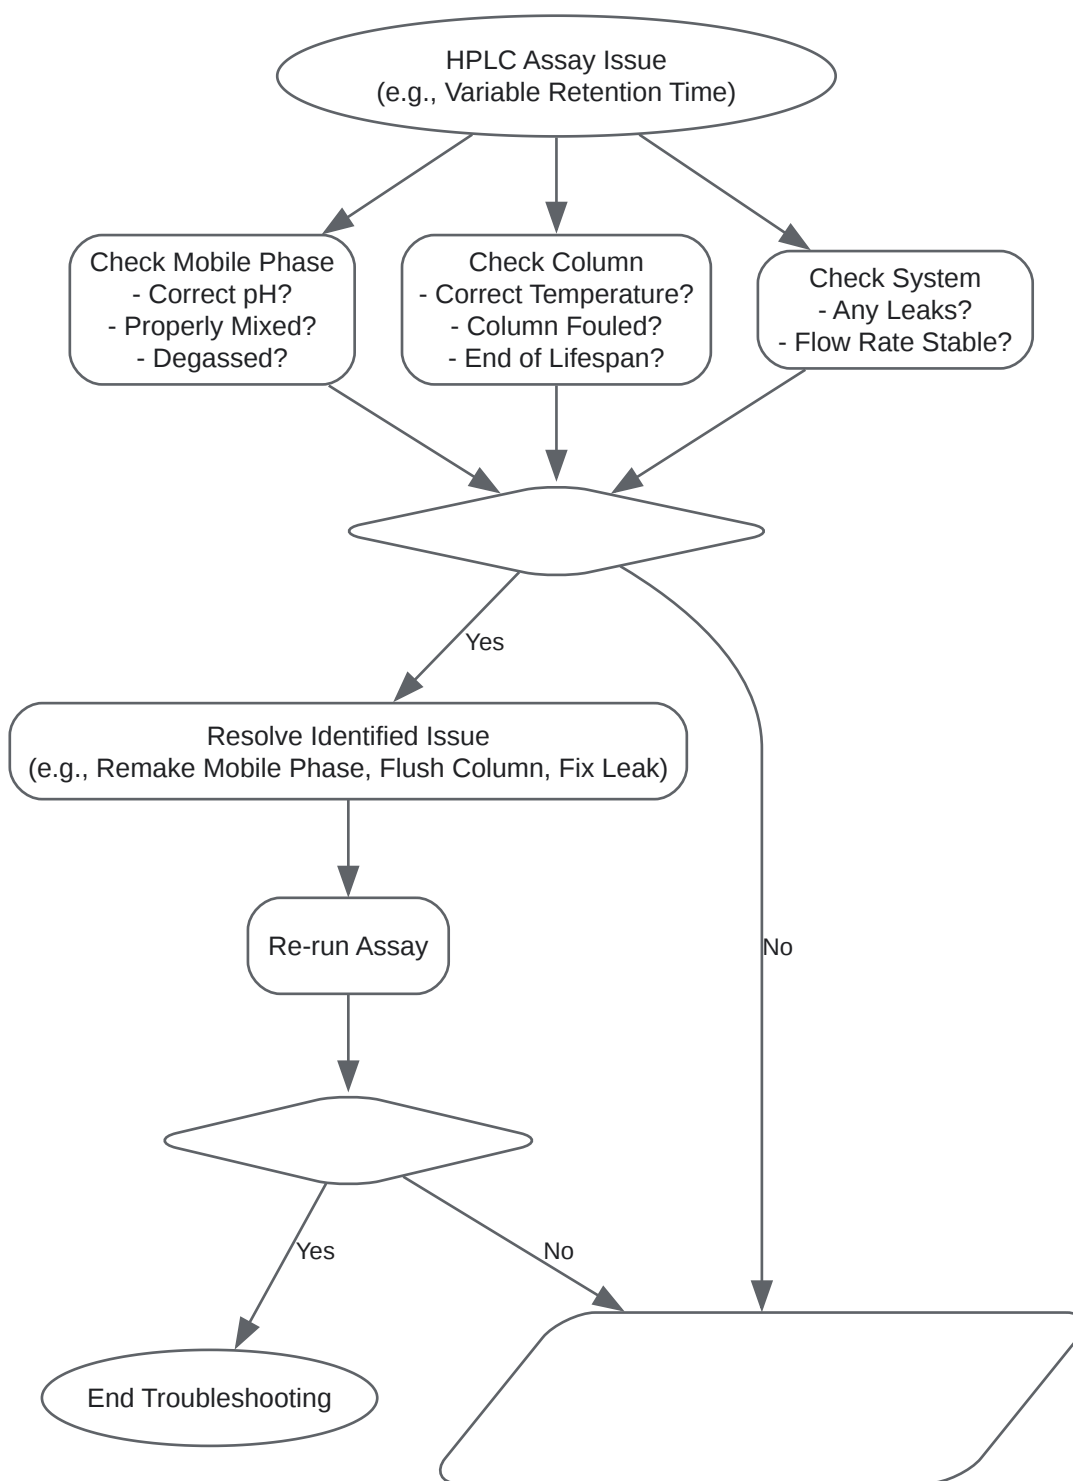 HPLC Assay Issue
(e.g., Variable Retention Time)
Check Mobile Phase
- Correct pH?
- Properly Mixed?
- Degassed?
Check Column
- Correct Temperature?
- Column Fouled?
- End of Lifespan?
Check System
- Any Leaks?
- Flow Rate Stable?
Yes
Resolve Identified Issue
(e.g., Remake Mobile Phase, Flush Column, Fix Leak)
Re-run Assay
No
Yes
No
End Troubleshooting